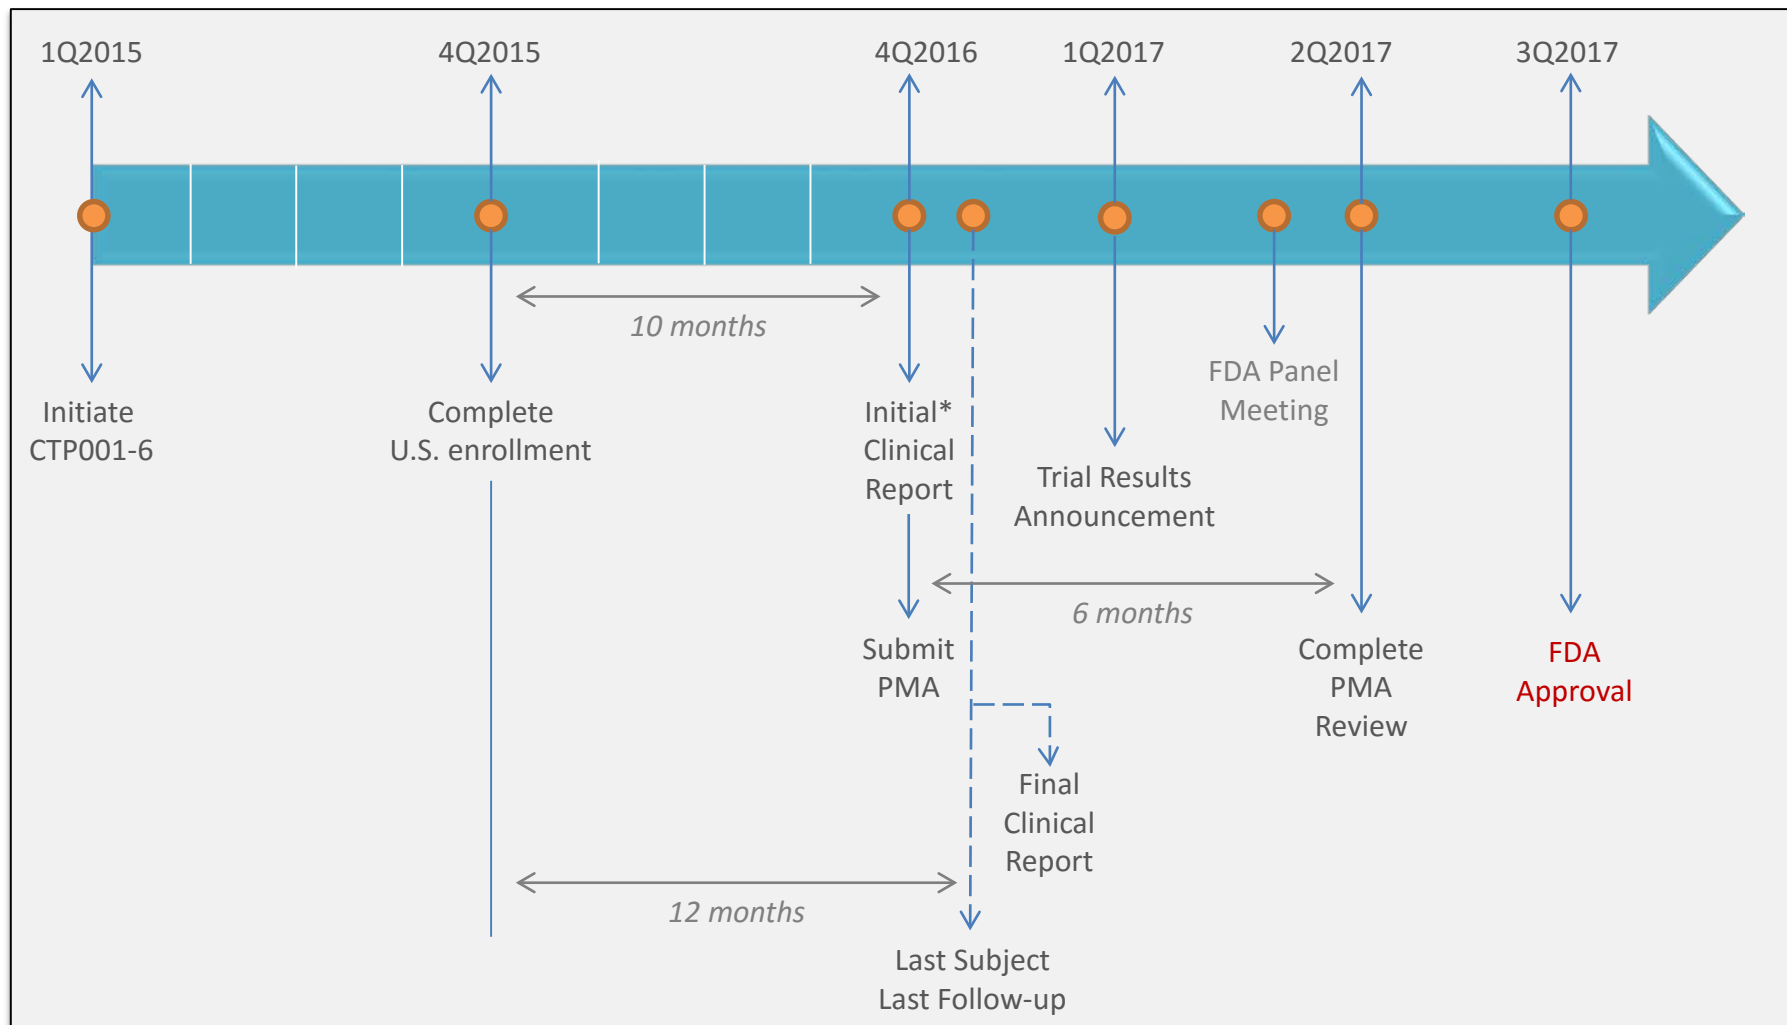 1Q2015
4Q2015
4Q2016
1Q2017
2Q2017
3Q2017
10 months
FDA Panel
Meeting
Initiate
CTP001-6
Complete
U.S. enrollment
Initial*
Clinical
Report
Trial Results
Announcement
6 months
Submit
PMA
Complete
PMA
Review
FDA
Approval
Final
Clinical
Report
12 months
Last Subject
Last Follow-up